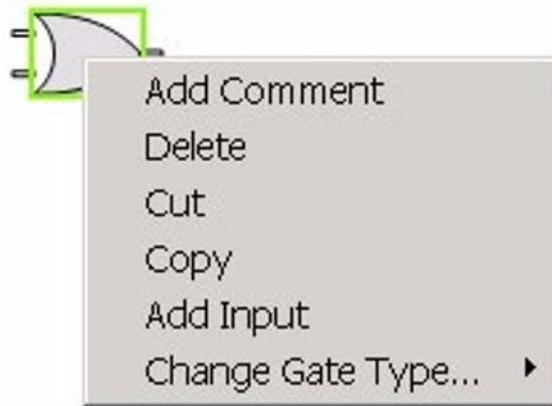 Add Comment
Delete
Cut
Copy
Add Input
Change Gate Type...